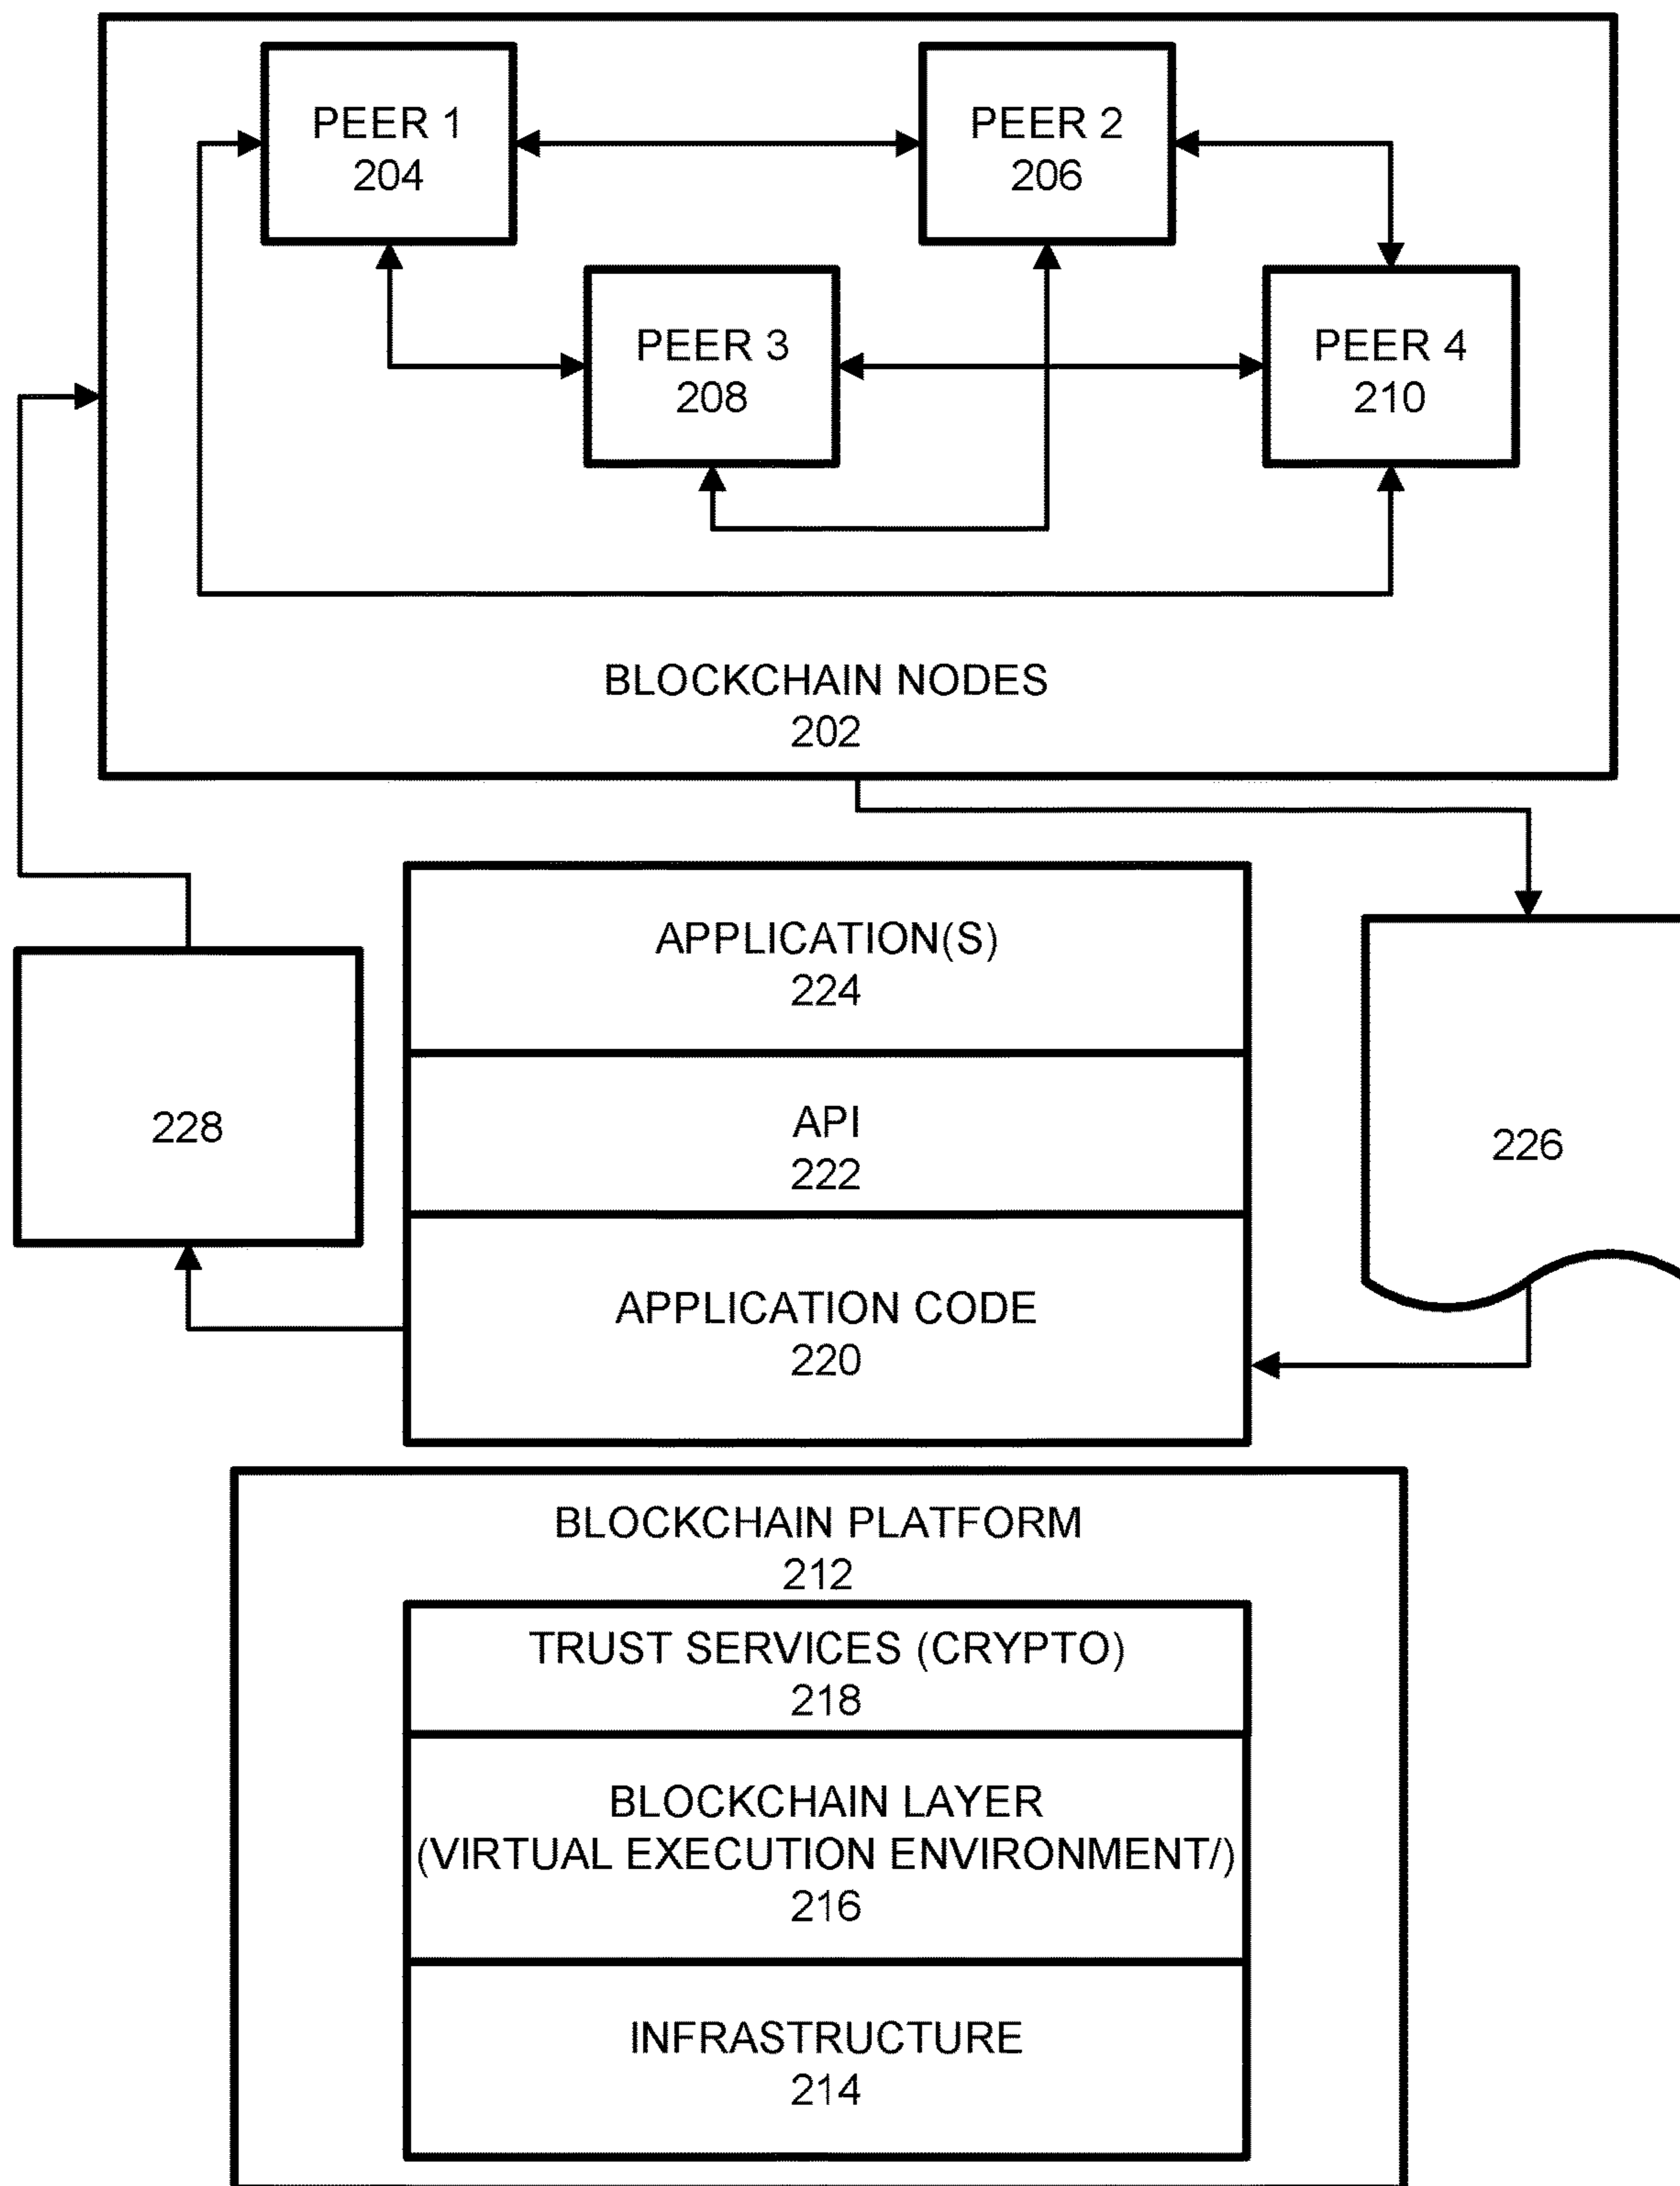 PEER 1
204
PEER 2
206
PEER 3
208
PEER 4
210
BLOCKCHAIN NODES
202
APPLICATION(S)
224
API
222
228
226
APPLICATION CODE
220
BLOCKCHAIN PLATFORM
212
TRUST SERVICES (CRYPTO)
218
BLOCKCHAIN LAYER
(VIRTUAL EXECUTION ENVIRONMENT/)
216
INFRASTRUCTURE
214